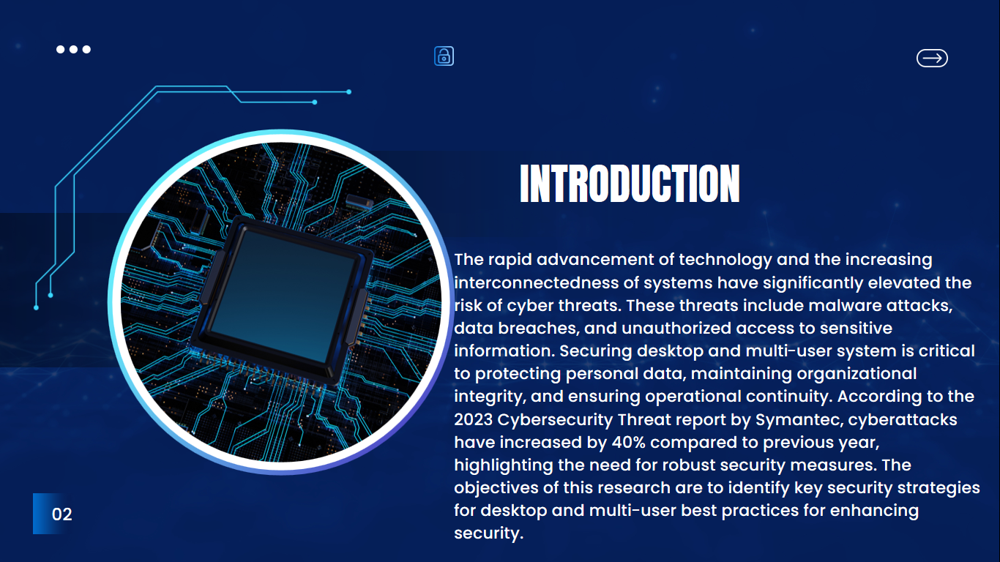 INTRODUCTION
The rapid advancement of technology and the increasing
interconnectedness of systems have significantly elevated the
risk of cyber threats. These threats include malware attacks,
data breaches, and unauthorized access to sensitive
information. Securing desktop and multi-user system is critical
to protecting personal data, maintaining organizational
integrity, and ensuring operational continuity. According to the
2023 Cybersecurity Threat report by Symantec, cyberattacks
have increased by 40% compared to previous year,
highlighting the need for robust security measures. The
objectives of this research are to identify key security strategies
for desktop and multi-user best practices for enhancing
security.
02